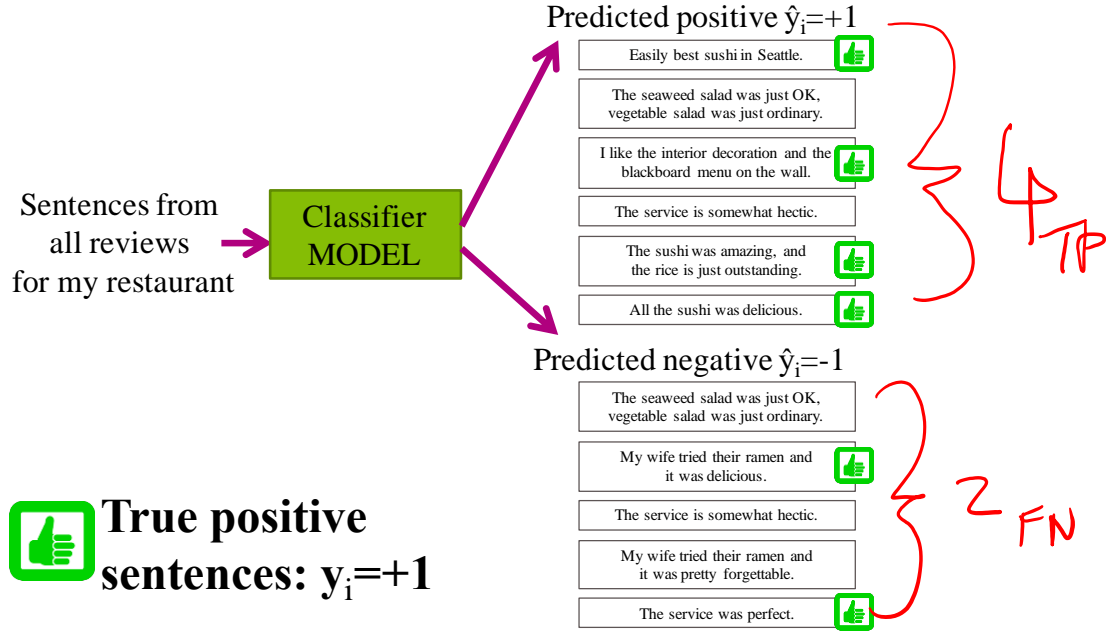 Predicted positive ŷi=+1
Easily best sushi in Seattle.
The seaweed salad was just OK,
vegetable salad was just ordinary.
I like the interior decoration and the
blackboard menu on the wall.
The service is somewhat hectic.
The sushi was amazing, and
the rice is just outstanding.
All the sushi was delicious.
4 TP
Sentences from
all reviews
for my restaurant
Classifier
MODEL
Predicted negative ŷi=-1
The seaweed salad was just OK,
vegetable salad was just ordinary.
My wife tried their ramen and
it was delicious.
The service is somewhat hectic.
My wife tried their ramen and
it was pretty forgettable.
The service was perfect.
2 FN
True positive
sentences: yi=+1